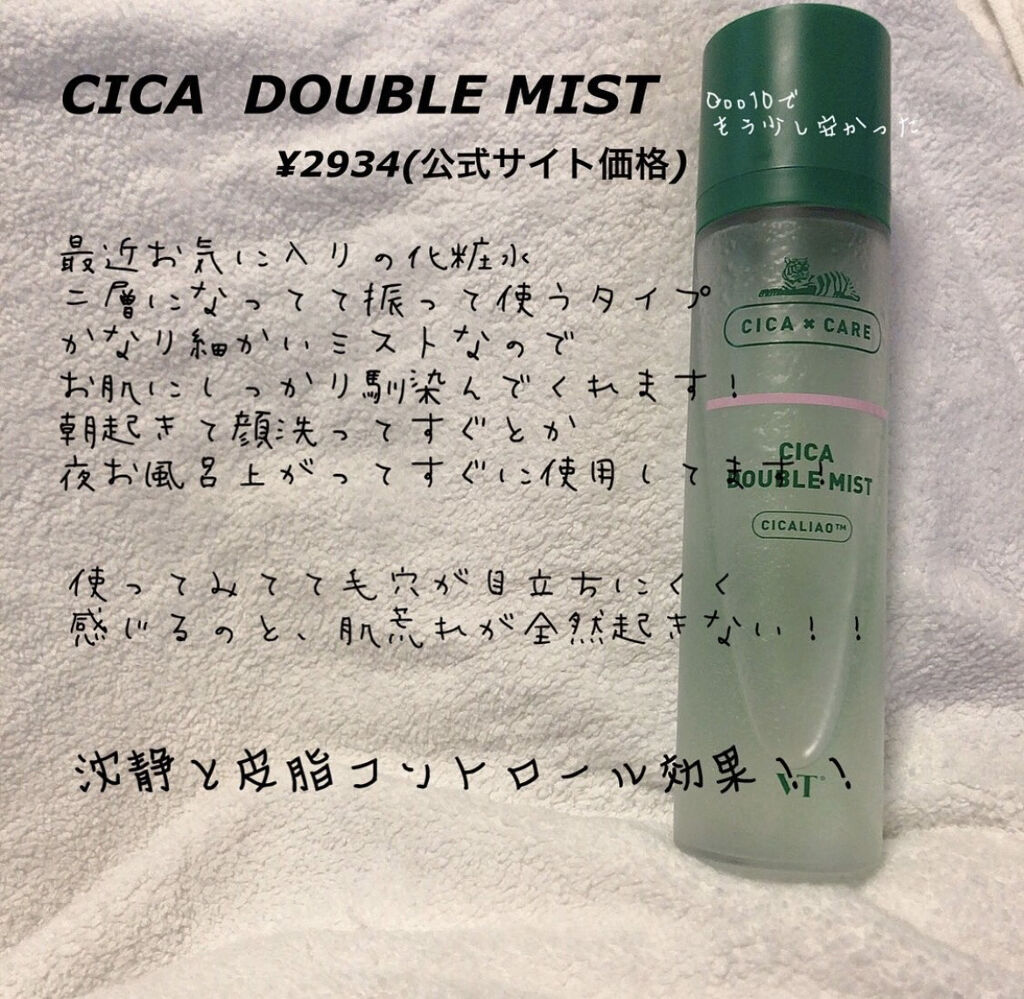 CICA DOUBLE MIST
¥2934(公式サイト価格)
Qoo10で
もう少し安かった
最近お気に入りの化粧水
二層になってて振って使うタイプ
かなり細かいミストなので
お肌にしっかり馴染んでくれます!
朝起きて顔洗ってすぐとか
夜お風呂上がってすぐに使用してます!
使ってみてて毛穴が目立ちにくく
感じるのと、肌荒れが全然起きない!!
沈静と皮脂コントロール効果!!
CICA × CARE
CICA
DOUBLE MIST
CICALIAO™
VT®